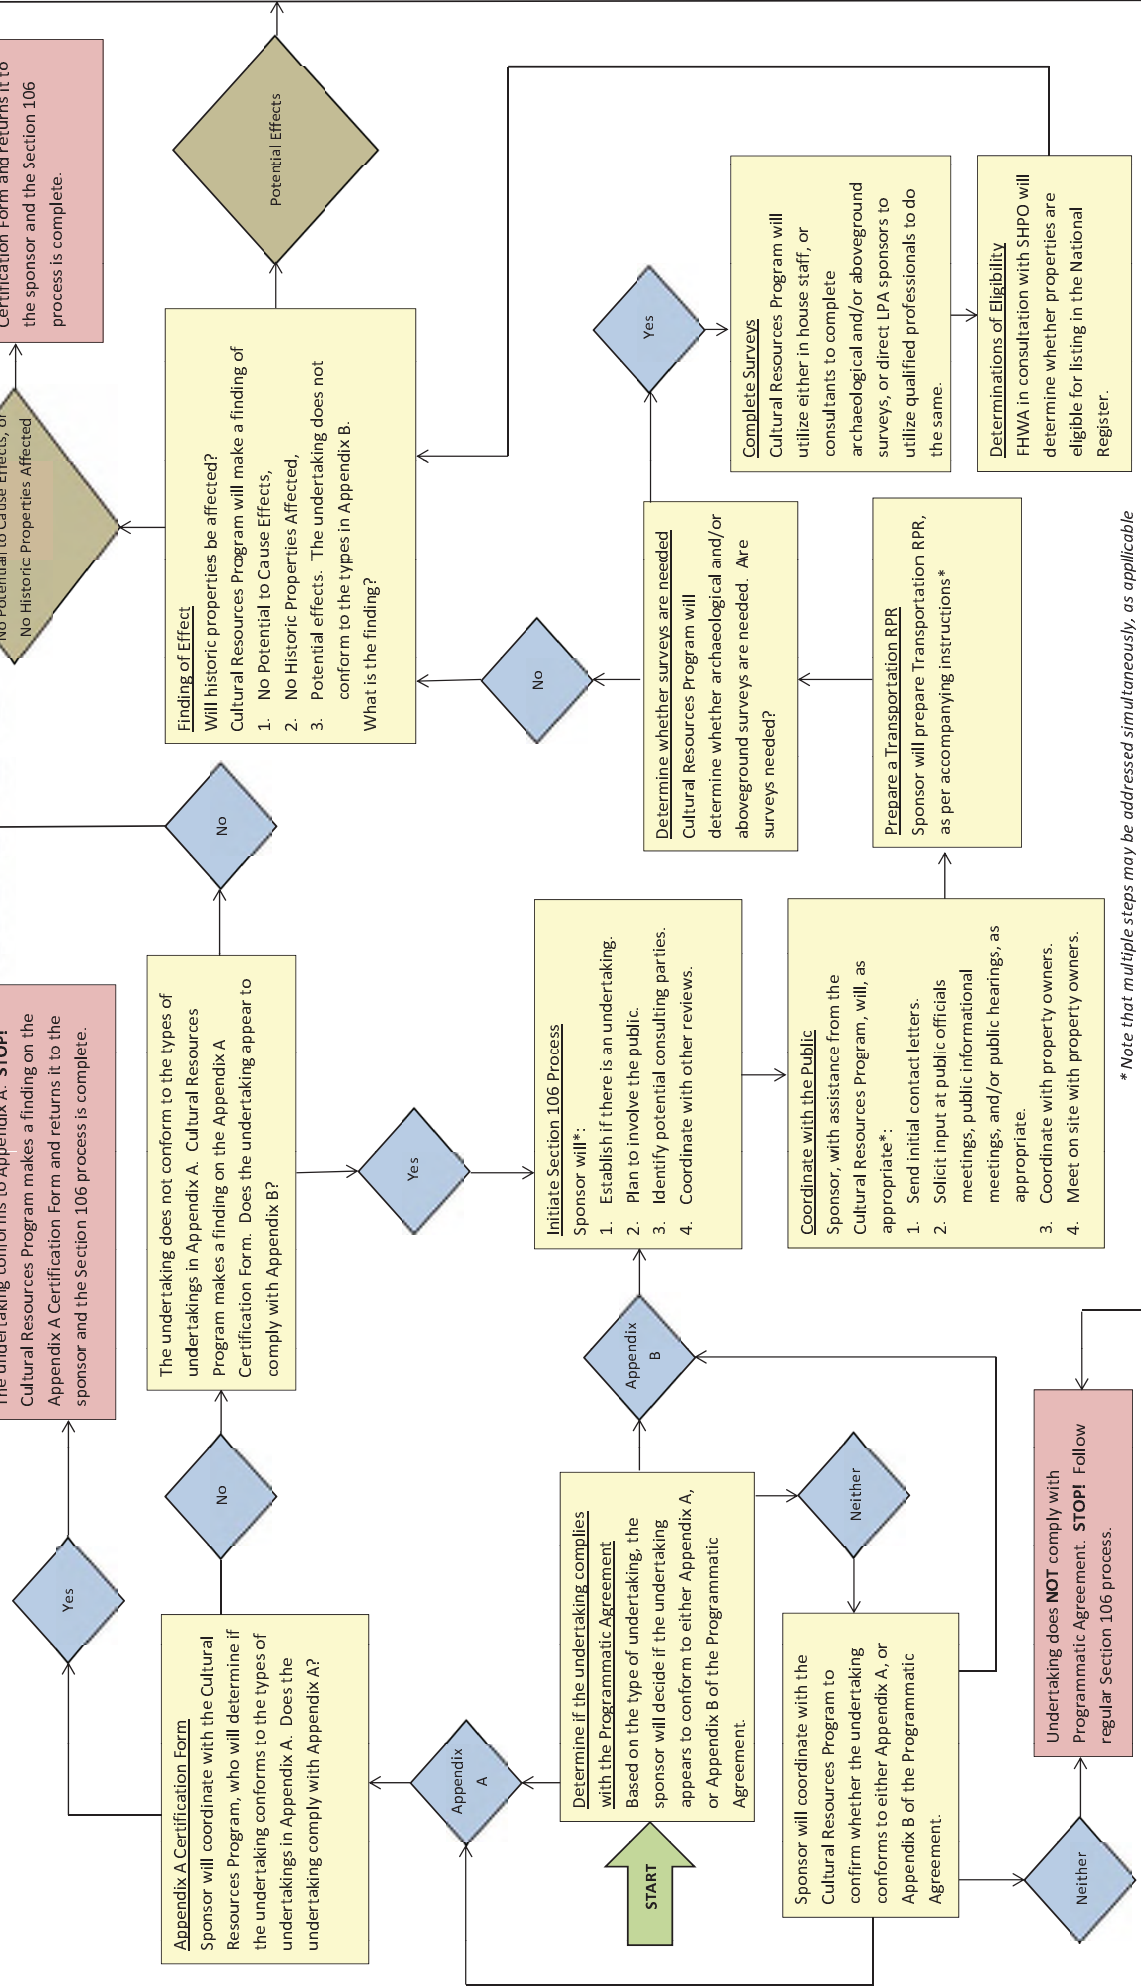 START
Determine if the undertaking complies
with the Programmatic Agreement
Based on the type of undertaking, the
sponsor will decide if the undertaking
appears to conform to either Appendix A,
or Appendix B of the Programmatic
Agreement.
Appendix
A
Appendix
B
Neither
Sponsor will coordinate with the
Cultural Resources Program to
confirm whether the undertaking
conforms to either Appendix A, or
Appendix B of the Programmatic
Agreement.
Neither
Undertaking does NOT comply with
Programmatic Agreement. STOP! Follow
regular Section 106 process.
Appendix A Certification Form
Sponsor will coordinate with the Cultural
Resources Program, who will determine if
the undertaking conforms to the types of
undertakings in Appendix A. Does the
undertaking comply with Appendix A?
Yes
No
The undertaking conforms to Appendix A. STOP!
Cultural Resources Program makes a finding on the
Appendix A Certification Form and returns it to the
sponsor and the Section 106 process is complete.
The undertaking does not conform to the types of
undertakings in Appendix A. Cultural Resources
Program makes a finding on the Appendix A
Certification Form. Does the undertaking appear to
comply with Appendix B?
Yes
No
Initiate Section 106 Process
Sponsor will*:
1. Establish if there is an undertaking.
2. Plan to involve the public.
3. Identify potential consulting parties.
4. Coordinate with other reviews.
Coordinate with the Public
Sponsor, with assistance from the
Cultural Resources Program, will, as
appropriate*:
1. Send initial contact letters.
2. Solicit input at public officials
meetings, public informational
meetings, and/or public hearings, as
appropriate.
3. Coordinate with property owners.
4. Meet on site with property owners.
Prepare a Transportation RPR
Sponsor will prepare Transportation RPR,
as per accompanying instructions*
Determine whether surveys are needed
Cultural Resources Program will
determine whether archaeological and/or
aboveground surveys are needed. Are
surveys needed?
No
Yes
Complete Surveys
Cultural Resources Program will
utilize either in house staff, or
consultants to complete
archaeological and/or aboveground
surveys, or direct LPA sponsors to
utilize qualified professionals to do
the same.
Determinations of Eligibility
FHWA in consultation with SHPO will
determine whether properties are
eligible for listing in the National
Register.
Finding of Effect
Will historic properties be affected?
Cultural Resources Program will make a finding of
1. No Potential to Cause Effects,
2. No Historic Properties Affected,
3. Potential effects. The undertaking does not
conform to the types in Appendix B.
What is the finding?
No Potential to Cause Effects, or
No Historic Properties Affected
Certification Form and returns it to
the sponsor and the Section 106
process is complete.
Potential Effects
* Note that multiple steps may be addressed simultaneously, as applicable